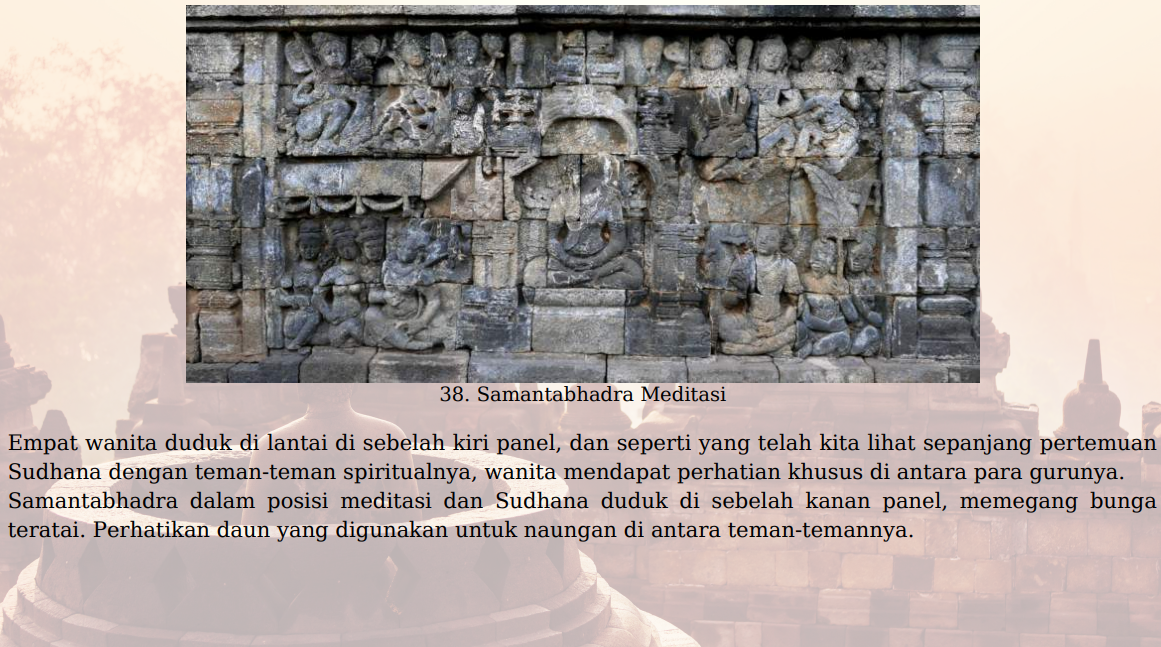 38. Samantabhadra Meditasi
Empat wanita duduk di lantai di sebelah kiri panel, dan seperti yang telah kita lihat sepanjang pertemuan
Sudhana dengan teman-teman spiritualnya, wanita mendapat perhatian khusus di antara para gurunya.
Samantabhadra dalam posisi meditasi dan Sudhana duduk di sebelah kanan panel, memegang bunga
teratai. Perhatikan daun yang digunakan untuk naungan di antara teman-temannya.